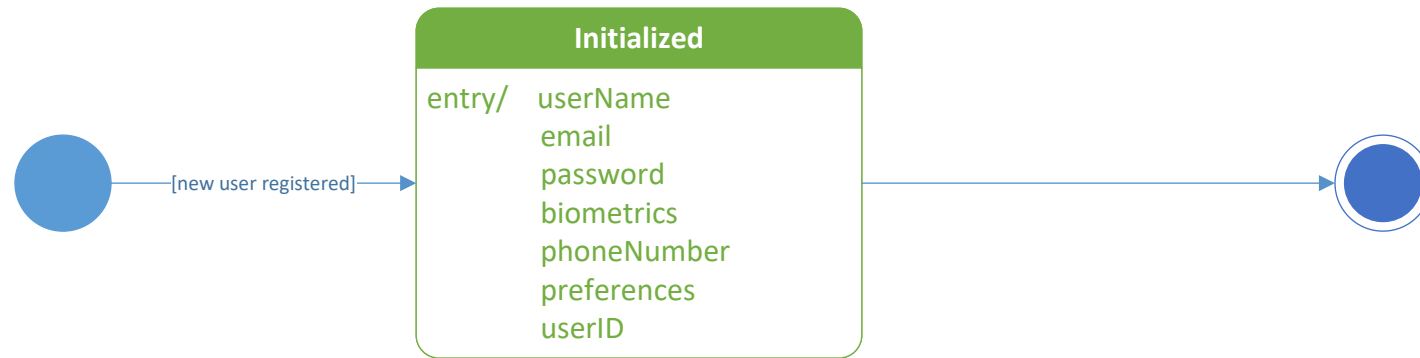 Initialized
entry/ userName
email
[new user registered]
password
biometrics
phoneNumber
preferences
userID